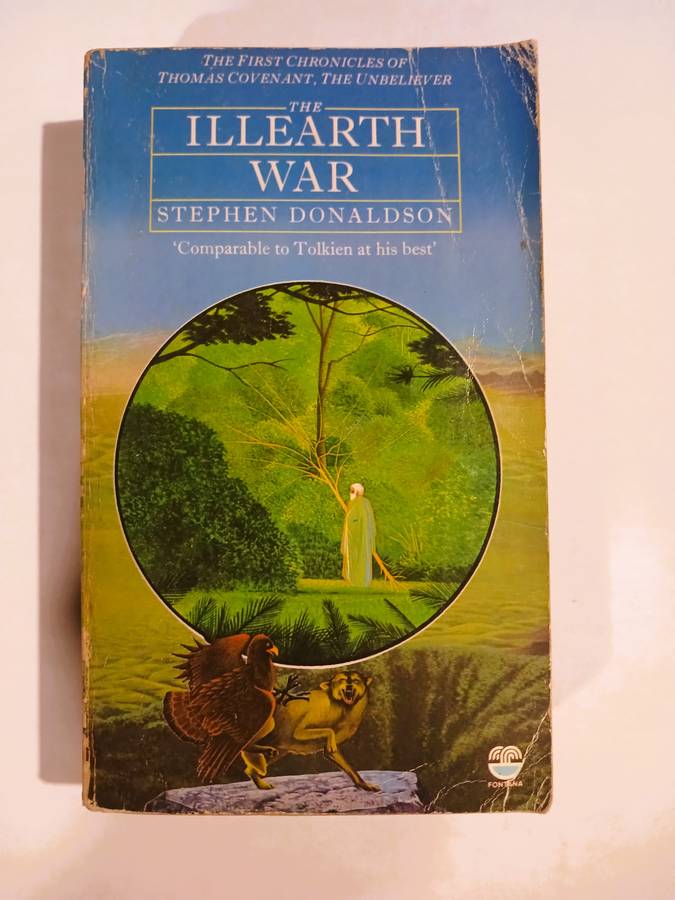 THE FIRST CHRONICLES OF
THOMAS COVENANT, THE UNBELIEVER
THE
ILLEARTH
WAR
STEPHEN DONALDSON
'Comparable to Tolkien at his best'
FONTANA